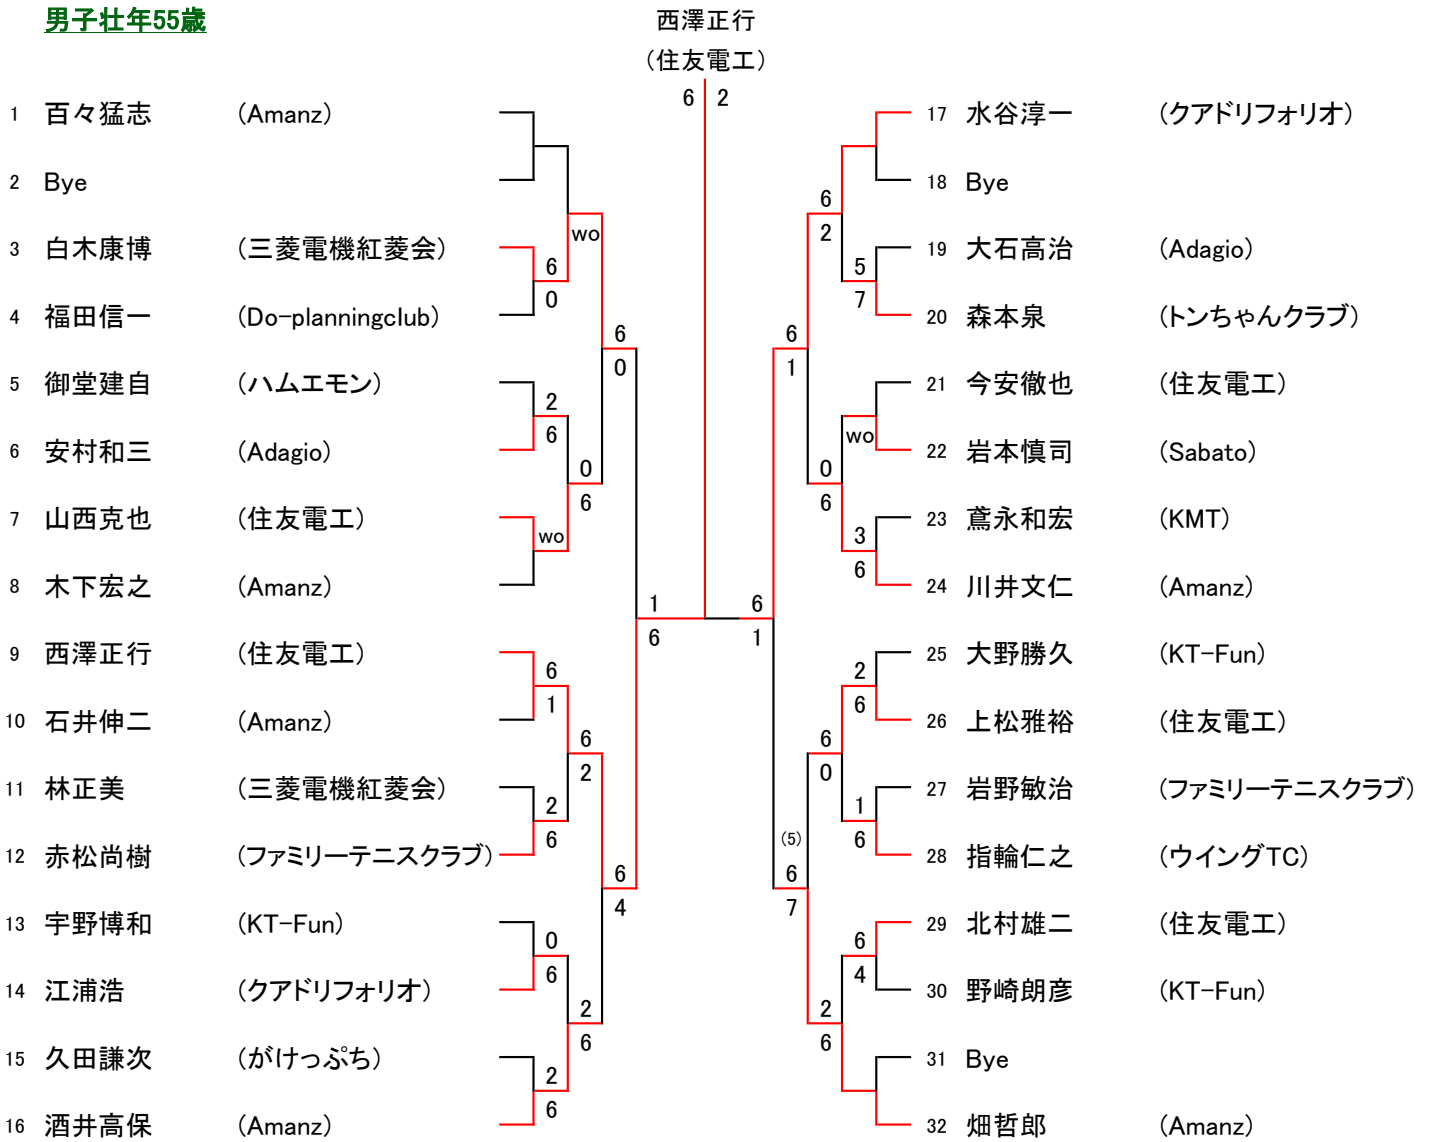 男子壮年55歳
西澤正行
(住友電工)
6 2
1 百々猛志 (Amanz)
2 Bye
3 白木康博 (三菱電機紅菱会)
4 福田信一 (Do-planningclub)
5 御堂建自 (ハムエモン)
6 安村和三 (Adagio)
7 山西克也 (住友電工)
8 木下宏之 (Amanz)
9 西澤正行 (住友電工)
10 石井伸二 (Amanz)
11 林正美 (三菱電機紅菱会)
12 赤松尚樹 (ファミリーテニスクラブ)
13 宇野博和 (KT-Fun)
14 江浦浩 (クアドリフォリオ)
15 久田謙次 (がけっぷち)
16 酒井高保 (Amanz)
6
0
2
6
wo
6
1
2
6
0
6
2
6
wo
0
6
6
2
2
6
6
0
6
4
1
6
17 水谷淳一 (クアドリフォリオ)
18 Bye
19 大石高治 (Adagio)
20 森本泉 (トンちゃんクラブ)
21 今安徹也 (住友電工)
22 岩本慎司 (Sabato)
23 鳶永和宏 (KMT)
24 川井文仁 (Amanz)
25 大野勝久 (KT-Fun)
26 上松雅裕 (住友電工)
27 岩野敏治 (ファミリーテニスクラブ)
28 指輪仁之 (ウイングTC)
29 北村雄二 (住友電工)
30 野崎朗彦 (KT-Fun)
31 Bye
32 畑哲郎 (Amanz)
5
7
wo
3
6
2
6
1
6
6
4
6
2
0
6
6
0
2
6
6
1
(5)
6
7
6
1